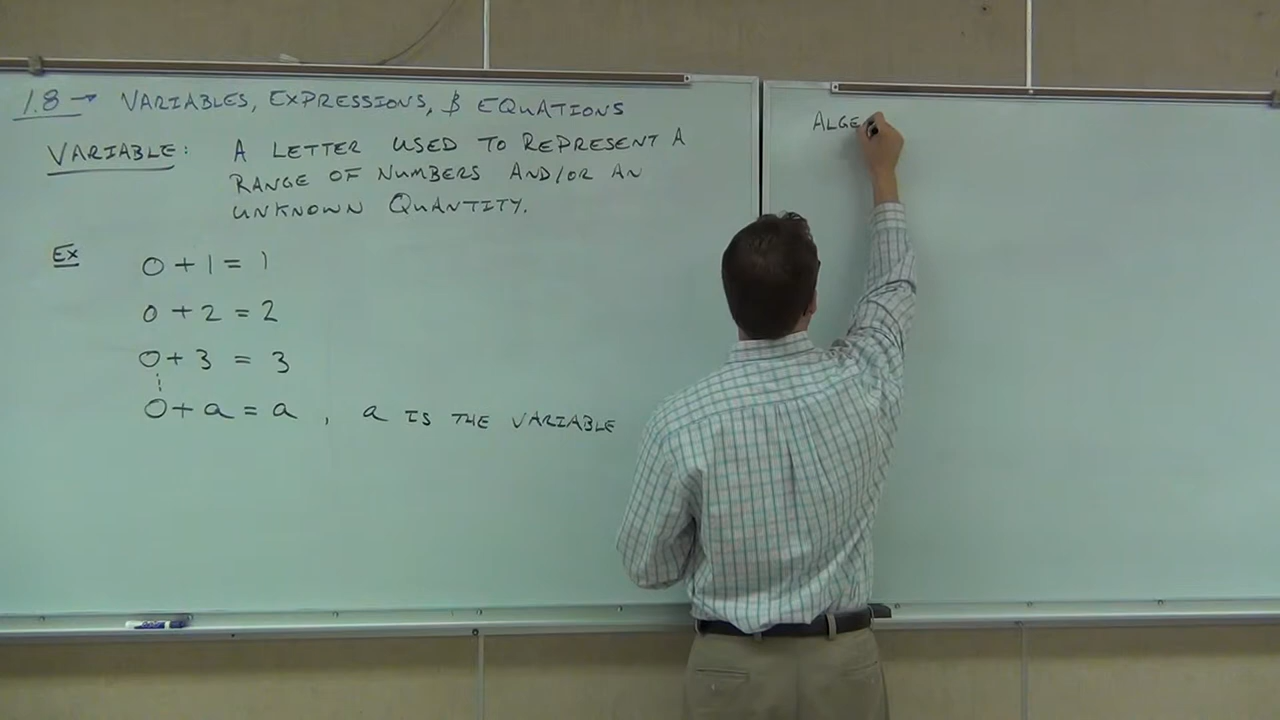 1.8 → VARIABLES, EXPRESSIONS, & EQUATIONS
VARIABLE: A LETTER USED TO REPRESENT A
RANGE OF NUMBERS AND/OR AN
UNKNOWN QUANTITY.
Ex
0 + 1 = 1
0 + 2 = 2
0 + 3 = 3
0 + a = a , a IS THE VARIABLE
ALGE